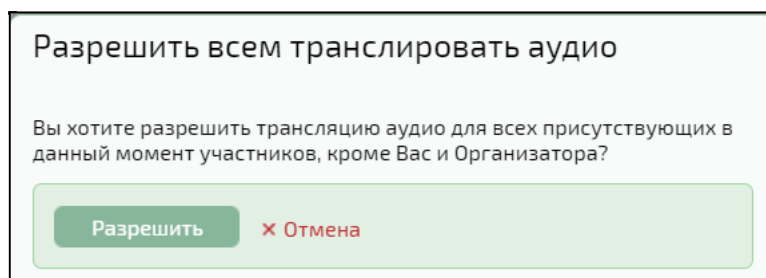 Разрешить всем транслировать аудио
Вы хотите разрешить трансляцию аудио для всех присутствующих в
данный момент участников, кроме Вас и Организатора?
Разрешить × Отмена